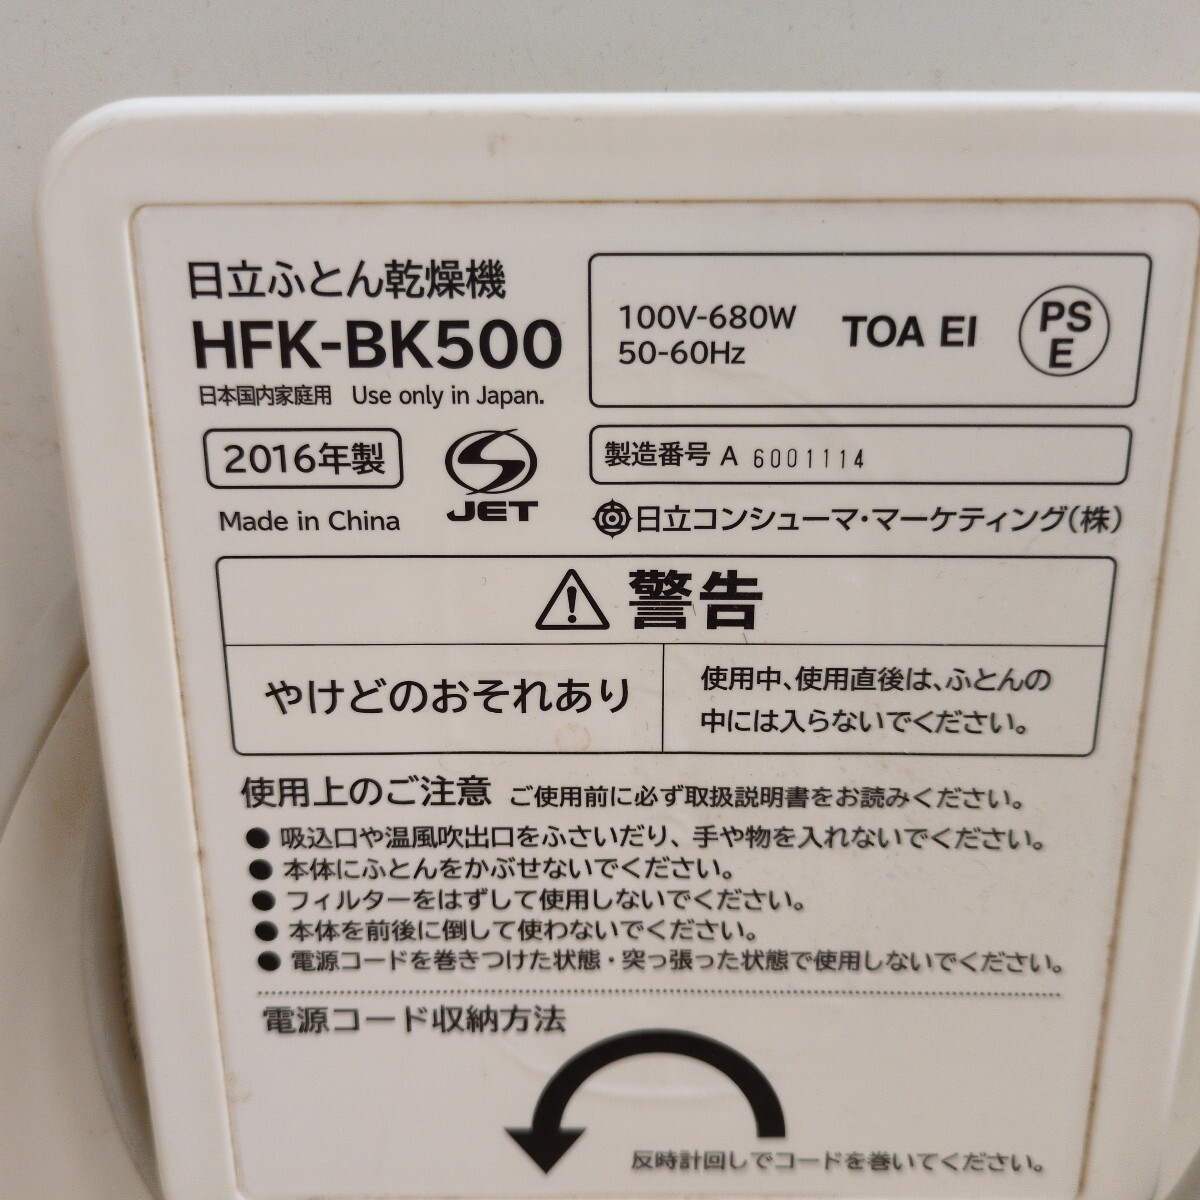 日立ふとん乾燥機
HFK-BK500
日本国内家庭用 Use only in Japan.
100V-680W
50-60Hz
TOA EI
PS
E
2016年製
JET
Made in China
製造番号 A 6001114
日立コンシューマ・マーケティング(株)
警告
やけどのおそれあり
使用中、使用直後は、ふとんの
中には入らないでください。
使用上のご注意 ご使用前に必ず取扱説明書をお読みください。
● 吸込口や温風吹出口をふさいだり、手や物を入れないでください。
● 本体にふとんをかぶせないでください。
● フィルターをはずして使用しないでください。
● 本体を前後に倒して使わないでください。
● 電源コードを巻きつけた状態・突っ張った状態で使用しないでください。
電源コード収納方法
反時計回しでコードを巻いてください。